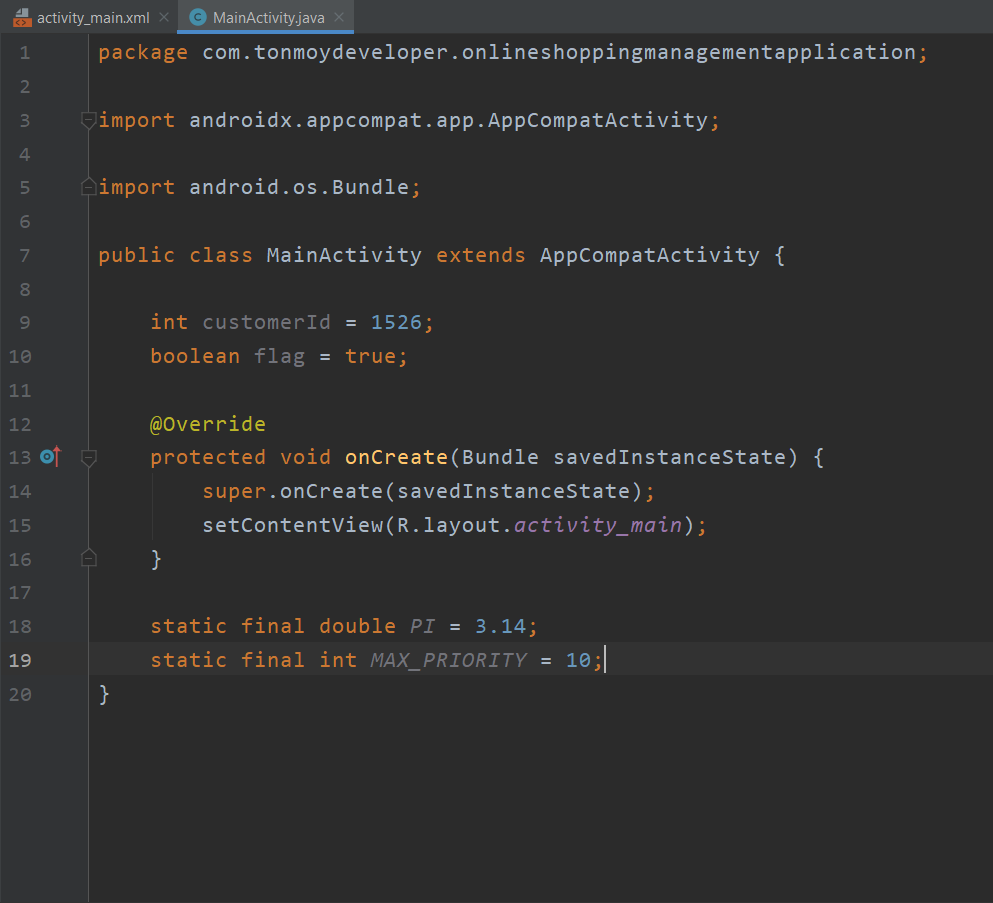 activity_main.xml MainActivity.java
1 package com.tonmoydeveloper.onlineshoppingmanagementapplication;
2
3 import androidx.appcompat.app.AppCompatActivity;
4
5 import android.os.Bundle;
6
7 public class MainActivity extends AppCompatActivity {
8
9 int customerId = 1526;
10 boolean flag = true;
11
12 @Override
13 protected void onCreate(Bundle savedInstanceState) {
14 super.onCreate(savedInstanceState);
15 setContentView(R.layout.activity_main);
16 }
17
18 static final double PI = 3.14;
19 static final int MAX_PRIORITY = 10;
20 }